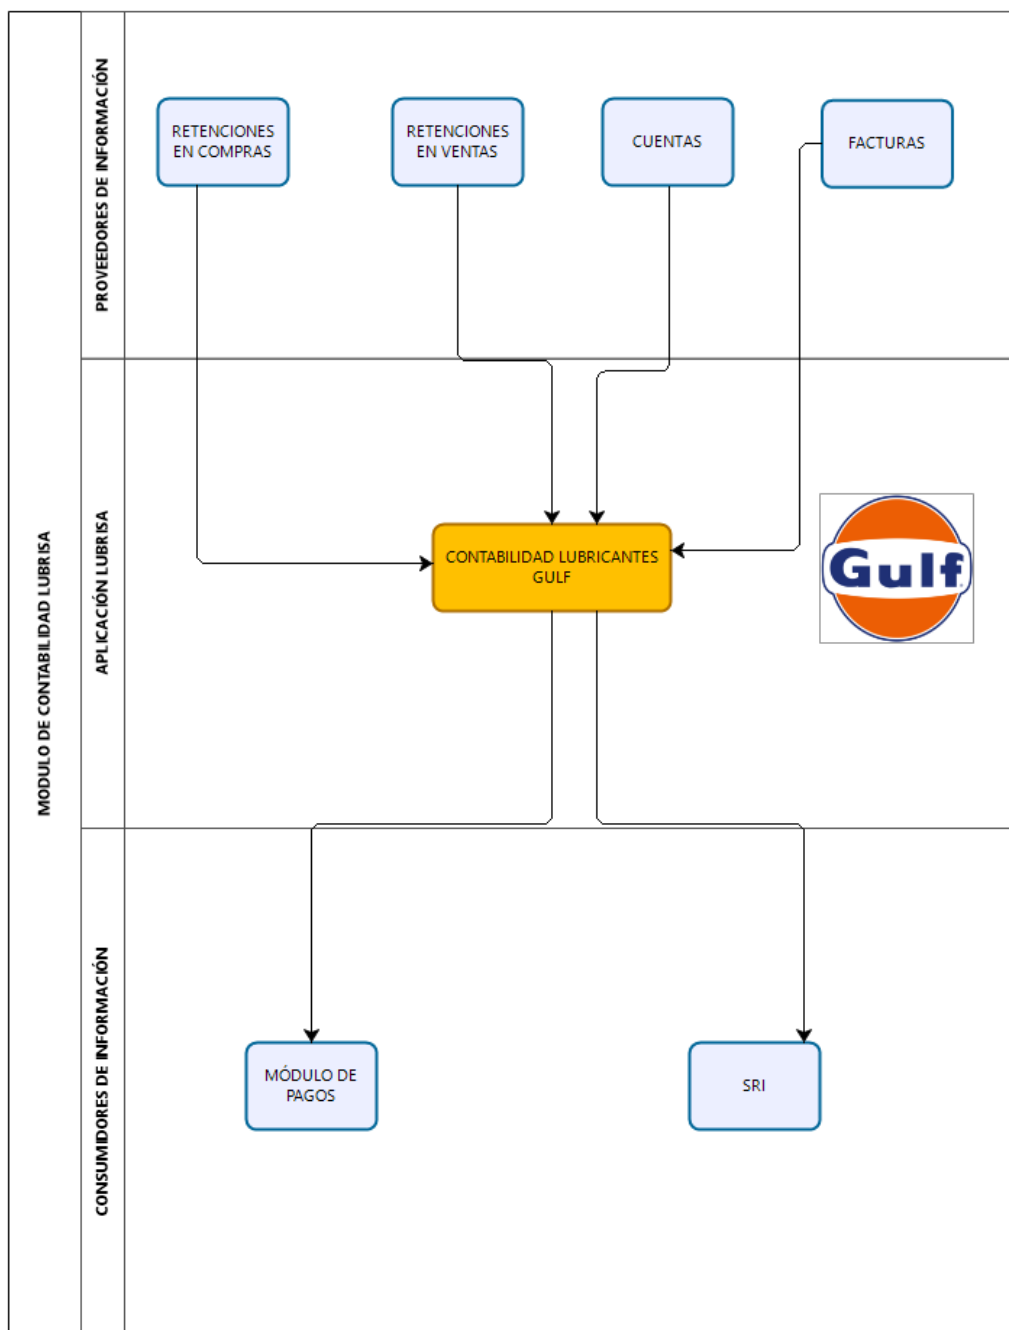 MODULO DE CONTABILIDAD LUBRISA
PROVEEDORES DE INFORMACIÓN
RETENCIONES
EN COMPRAS
RETENCIONES
EN VENTAS
CUENTAS
FACTURAS
APLICACIÓN LUBRISA
CONTABILIDAD LUBRICANTES
GULF
Gulf
CONSUMIDORES DE INFORMACIÓN
MÓDULO DE
PAGOS
SRI